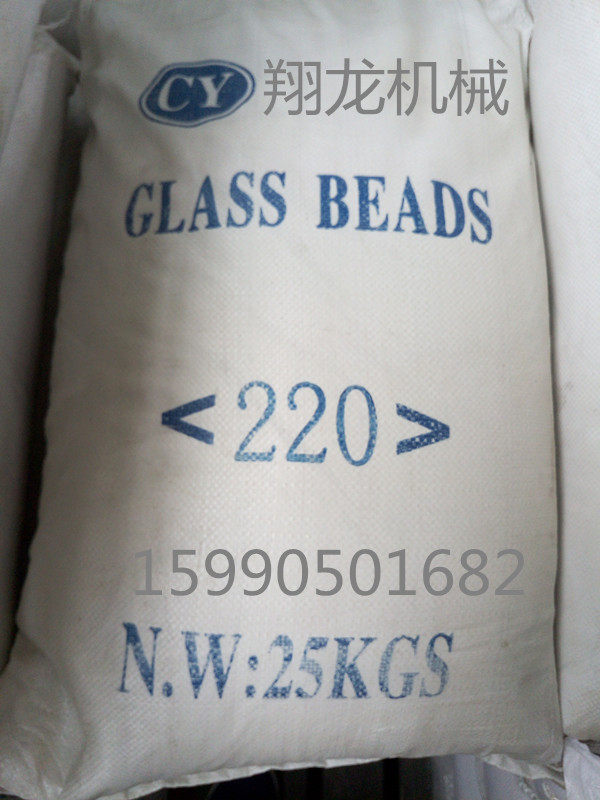 CY 翔龙机械
GLASS BEADS
<220>
15990501682
N.W:25KGS